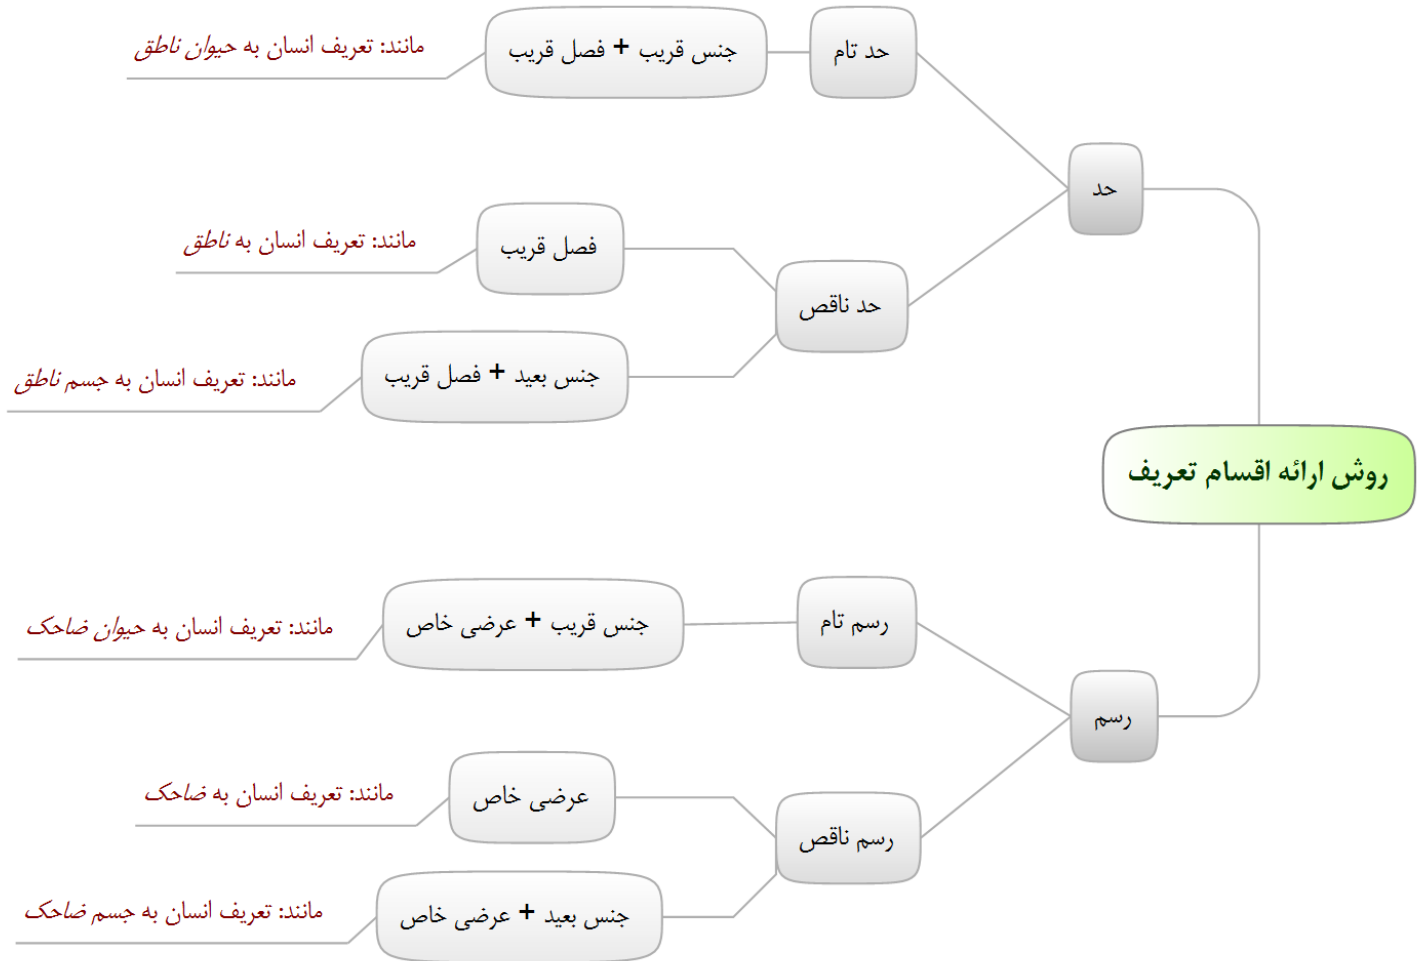 روش ارائه اقسام تعریف
حد
حد تام
جنس قریب + فصل قریب
مانند: تعریف انسان به حیوان ناطق
حد ناقص
فصل قریب
مانند: تعریف انسان به ناطق
جنس بعید + فصل قریب
مانند: تعریف انسان به جسم ناطق
رسم
رسم تام
جنس قریب + عرضی خاص
مانند: تعریف انسان به حیوان ضاحک
رسم ناقص
عرضی خاص
مانند: تعریف انسان به ضاحک
جنس بعید + عرضی خاص
مانند: تعریف انسان به جسم ضاحک